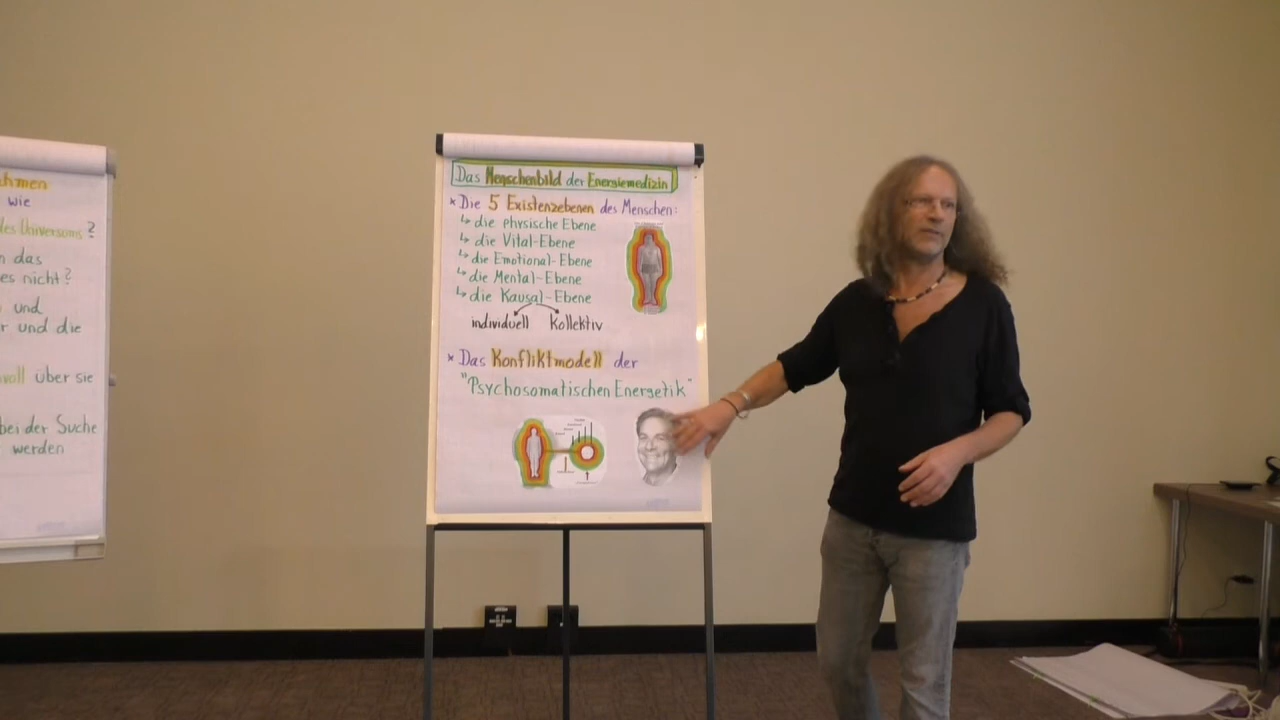 ahmen
wie
des Universums?
n das
es nicht?
und
r und die
voll über sie
bei der Suche
werden
Das Menschenbild der Energiemedizin
* Die 5 Existenzebenen des Menschen:
↳ die physische Ebene
↳ die Vital-Ebene
↳ die Emotional-Ebene
↳ die Mental-Ebene
↳ die Kausal-Ebene
individuell kollektiv
* Das Konfliktmodell der
"Psychosomatischen Energetik"